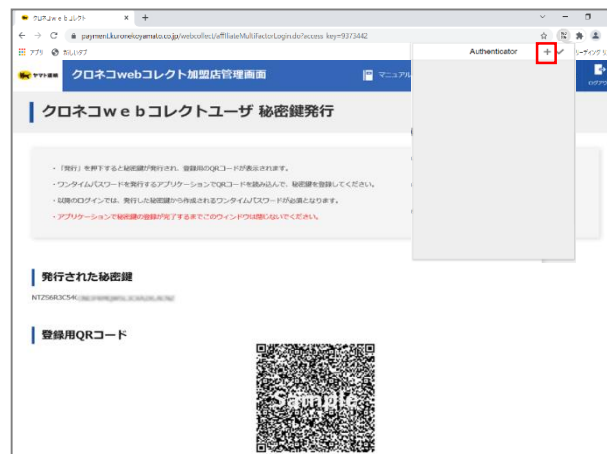 クロネコｗｅｂコレクト
payment.kuronekoyamato.co.jp/webcollect/affiliateMultiFactorLogin.do?access_key=9373442
アプリ
Authenticator
ヤマト運輸 クロネコwebコレクト加盟店管理画面
マニュアル
クロネコｗｅｂコレクトユーザ 秘密鍵発行
・「発行」を押下すると秘密鍵が発行され、登録用のQRコードが表示されます。
・ワンタイムパスワードを発行するアプリケーションでQRコードを読み込んで、秘密鍵を登録してください。
・以降のログインでは、発行した秘密鍵から作成されるワンタイムパスワードが必須となります。
・アプリケーションで秘密鍵の登録が完了するまでこのウィンドウは閉じないでください。
発行された秘密鍵
NTZS6R3C54
登録用QRコード
Sample